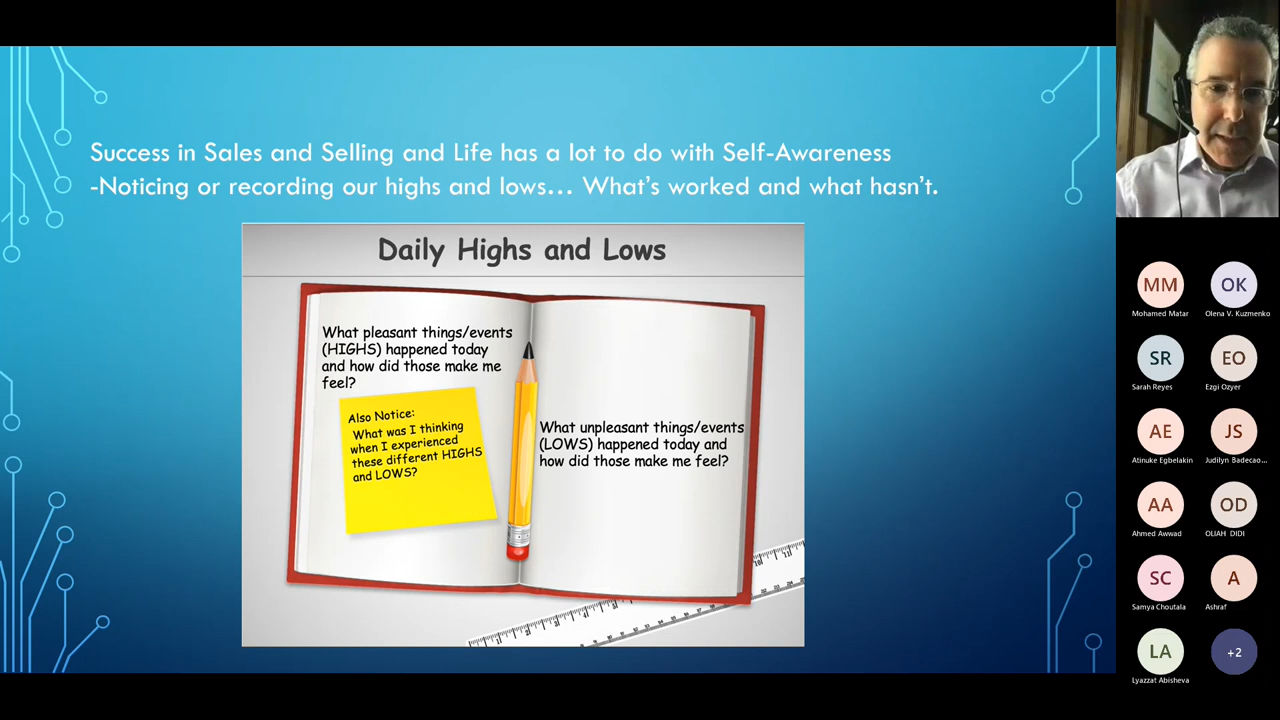 Success in Sales and Selling and Life has a lot to do with Self-Awareness
-Noticing or recording our highs and lows... What's worked and what hasn't.
Daily Highs and Lows
What pleasant things/events
(HIGHS) happened today
and how did those make me
feel?
Also Notice:
What was I thinking
when I experienced
these different HIGHS
and LOWS?
What unpleasant things/events
(LOWS) happened today and
how did those make me feel?
MM
Mohamed Matar
OK
Olena V. Kuzmenko
SR
Sarah Reyes
EO
Ezgi Ozyer
AE
Atinuke Egbelakin
JS
Judilyn Badecao...
AA
Ahmed Awwad
OD
OLIAH DIDI
SC
Samya Choutala
A
Ashraf
LA
Lyazzat Abisheva
+2